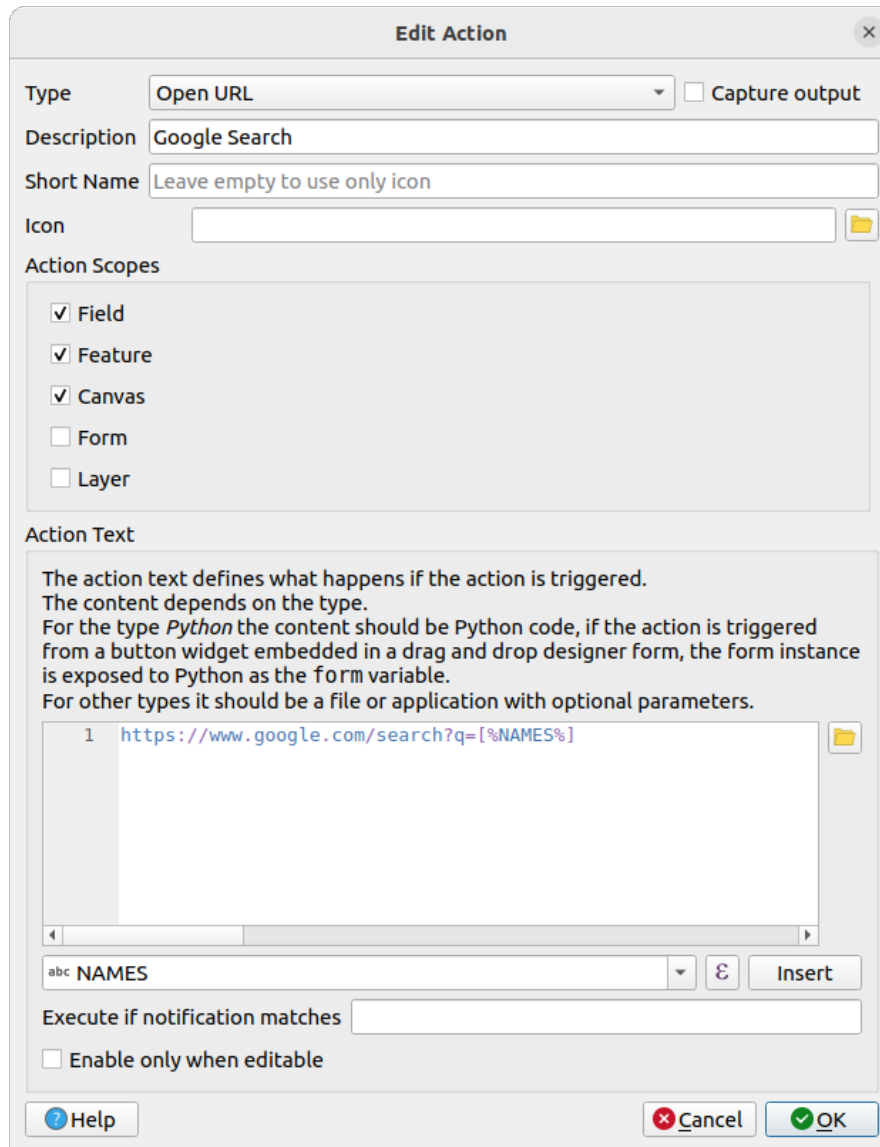 Edit Action
Type Open URL Capture output
Description Google Search
Short Name Leave empty to use only icon
Icon
Action Scopes
Field
Feature
Canvas
Form
Layer
Action Text
The action text defines what happens if the action is triggered.
The content depends on the type.
For the type Python the content should be Python code, if the action is triggered
from a button widget embedded in a drag and drop designer form, the form instance
is exposed to Python as the form variable.
For other types it should be a file or application with optional parameters.
1 https://www.google.com/search?q=[%NAMES%]
abc NAMES ε Insert
Execute if notification matches
Enable only when editable
Help Cancel OK